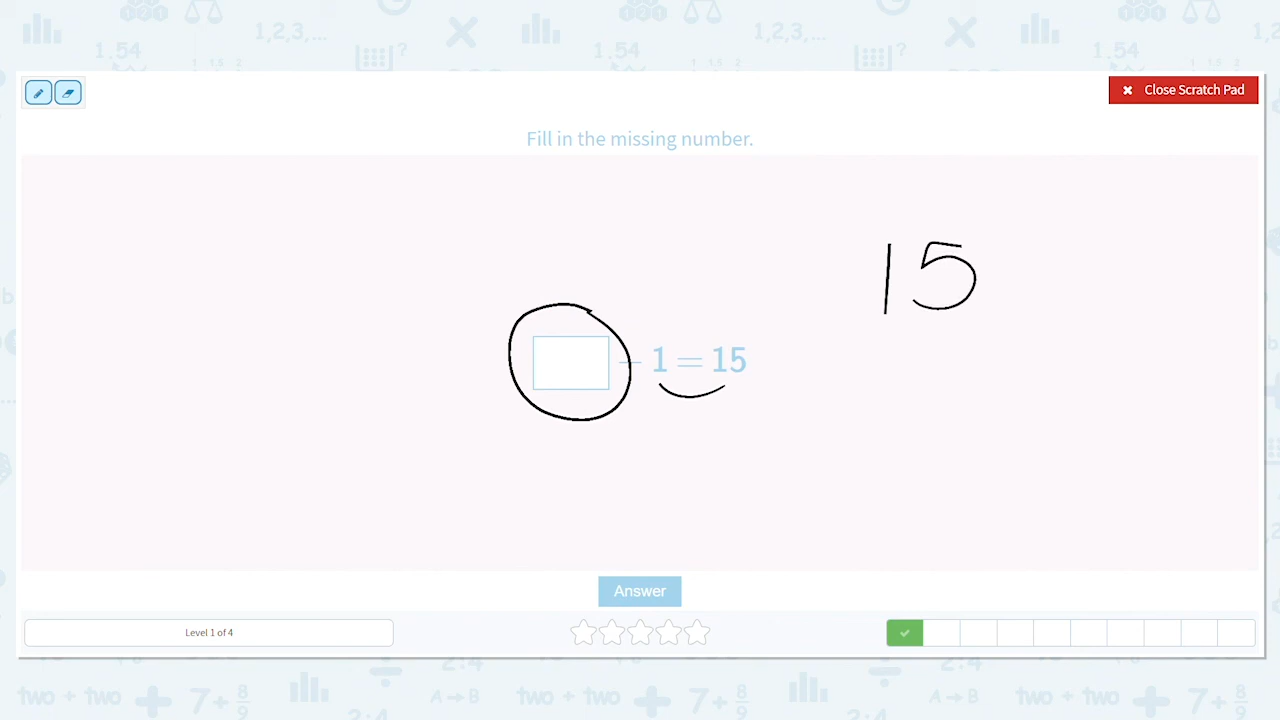 Close Scratch Pad
Fill in the missing number.
15
− 1 = 15
Answer
Level 1 of 4